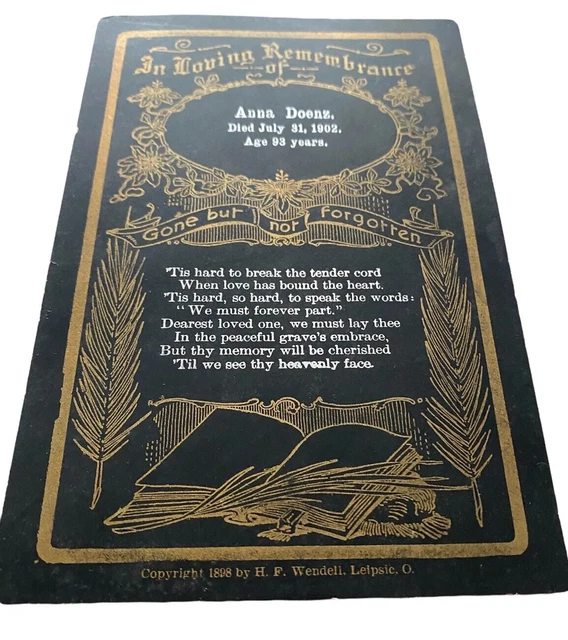 In Loving Remembrance
of
Anna Doenz,
Died July 31, 1902.
Age 93 years.
Gone but not forgotten
'Tis hard to break the tender cord
When love has bound the heart.
'Tis hard, so hard, to speak the words:
"We must forever part."
Dearest loved one, we must lay thee
In the peaceful grave's embrace,
But thy memory will be cherished
'Til we see thy heavenly face.
Copyright 1898 by H. F. Wendell, Leipsic, O.